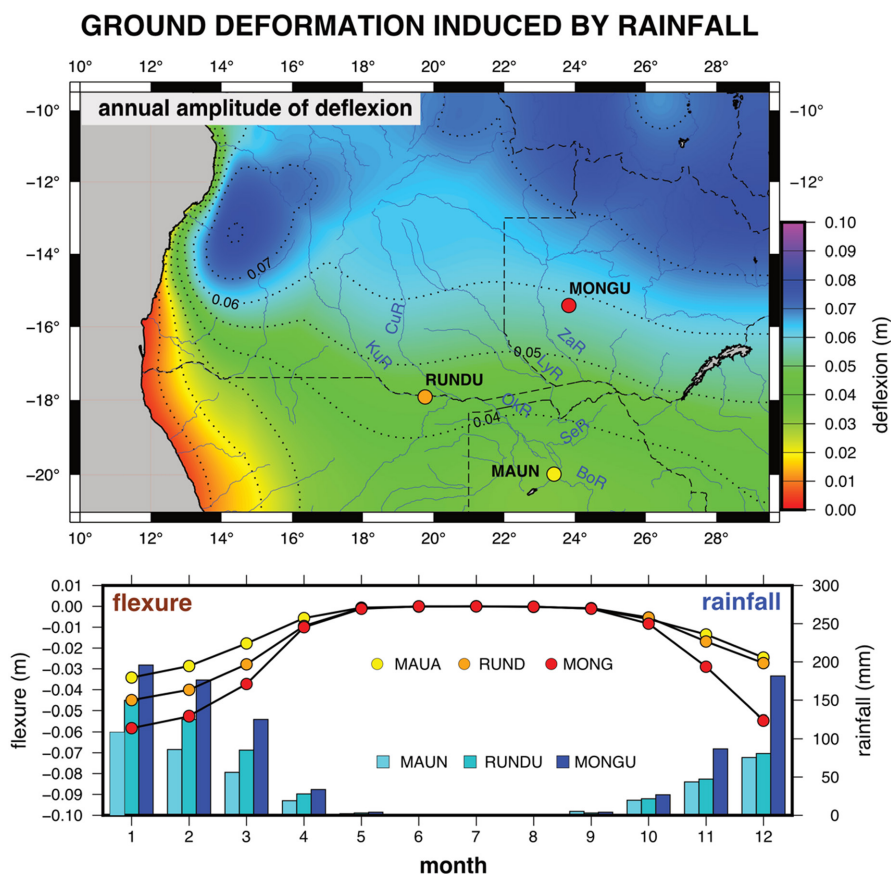 GROUND DEFORMATION INDUCED BY RAINFALL
10° 12° 14° 16° 18° 20° 22° 24° 26° 28°
annual amplitude of deflexion
−10° −10°
−12° −12°
−14°
−16°
−18°
−20°
0.07
0.06
0.05
0.04
MONGU
RUNDU
MAUN
CuR
KuR
ZaR
LyR
OkR
SeR
BoR
10° 12° 14° 16° 18° 20° 22° 24° 26° 28°
0.10
0.09
0.08
0.07
0.06
0.05
0.04
0.03
0.02
0.01
0.00
deflexion (m)
flexure
rainfall
0.01
0.00
−0.01
−0.02
−0.03
−0.04
−0.05
−0.06
−0.07
−0.08
−0.09
−0.10
flexure (m)
MAUA RUND MONG
MAUN RUNDU MONGU
300
250
200
150
100
50
0
rainfall (mm)
1 2 3 4 5 6 7 8 9 10 11 12
month